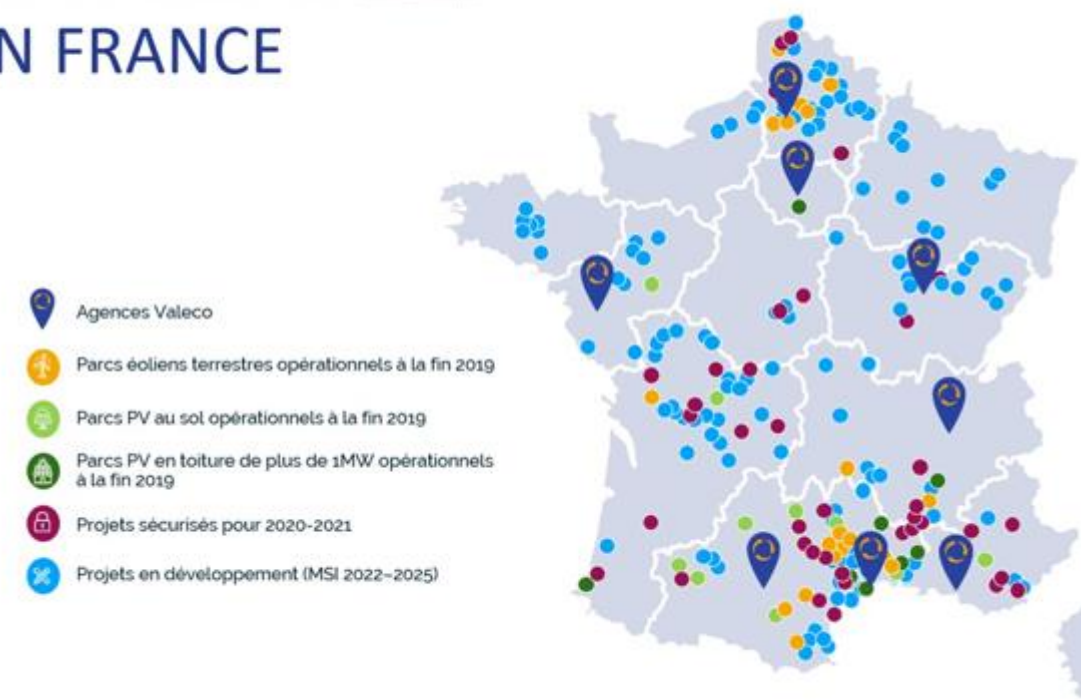 N FRANCE
Agences Valeco
Parcs éoliens terrestres opérationnels à la fin 2019
Parcs PV au sol opérationnels à la fin 2019
Parcs PV en toiture de plus de 1MW opérationnels
à la fin 2019
Projets sécurisés pour 2020-2021
Projets en développement (MSI 2022–2025)